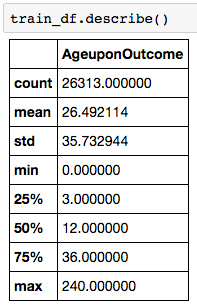 train_df.describe()
AgeuponOutcome
count 26313.000000
mean 26.492114
std 35.732944
min 0.000000
25% 3.000000
50% 12.000000
75% 36.000000
max 240.000000